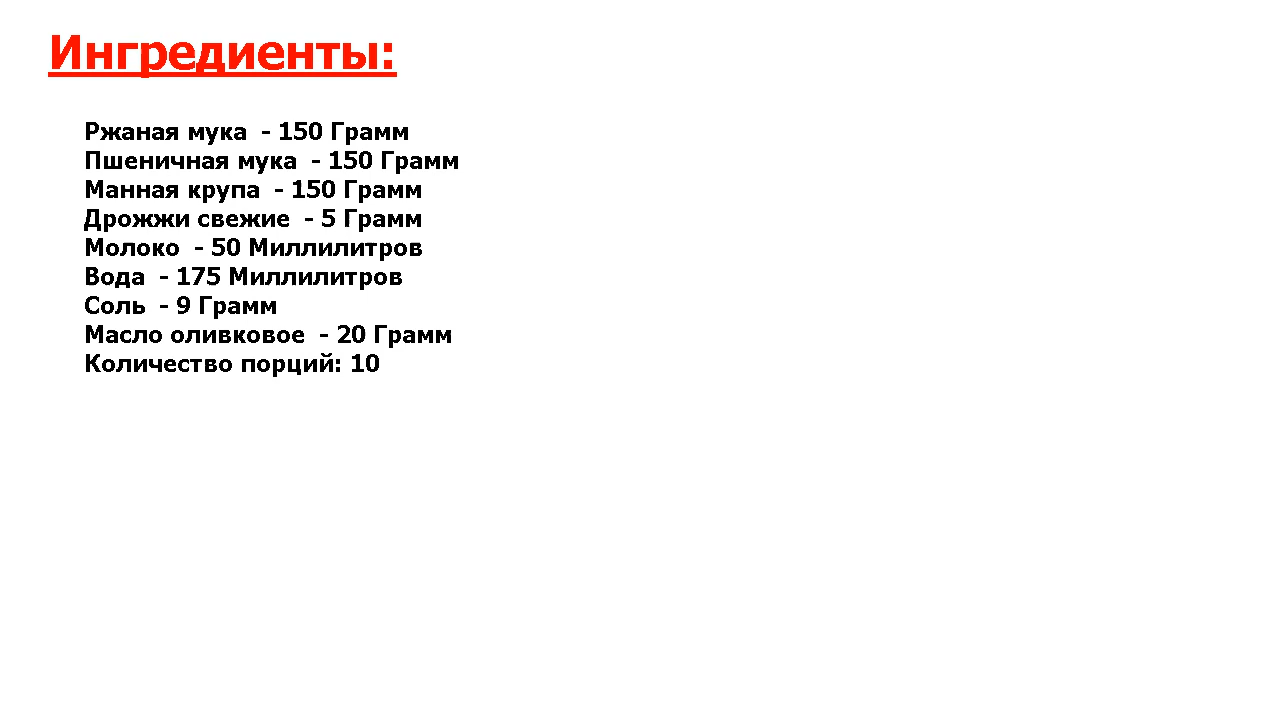 Ингредиенты:
Ржаная мука  - 150 Грамм
Пшеничная мука  - 150 Грамм
Манная крупа  - 150 Грамм
Дрожжи свежие  - 5 Грамм
Молоко  - 50 Миллилитров
Вода  - 175 Миллилитров
Соль  - 9 Грамм
Масло оливковое  - 20 Грамм
Количество порций: 10